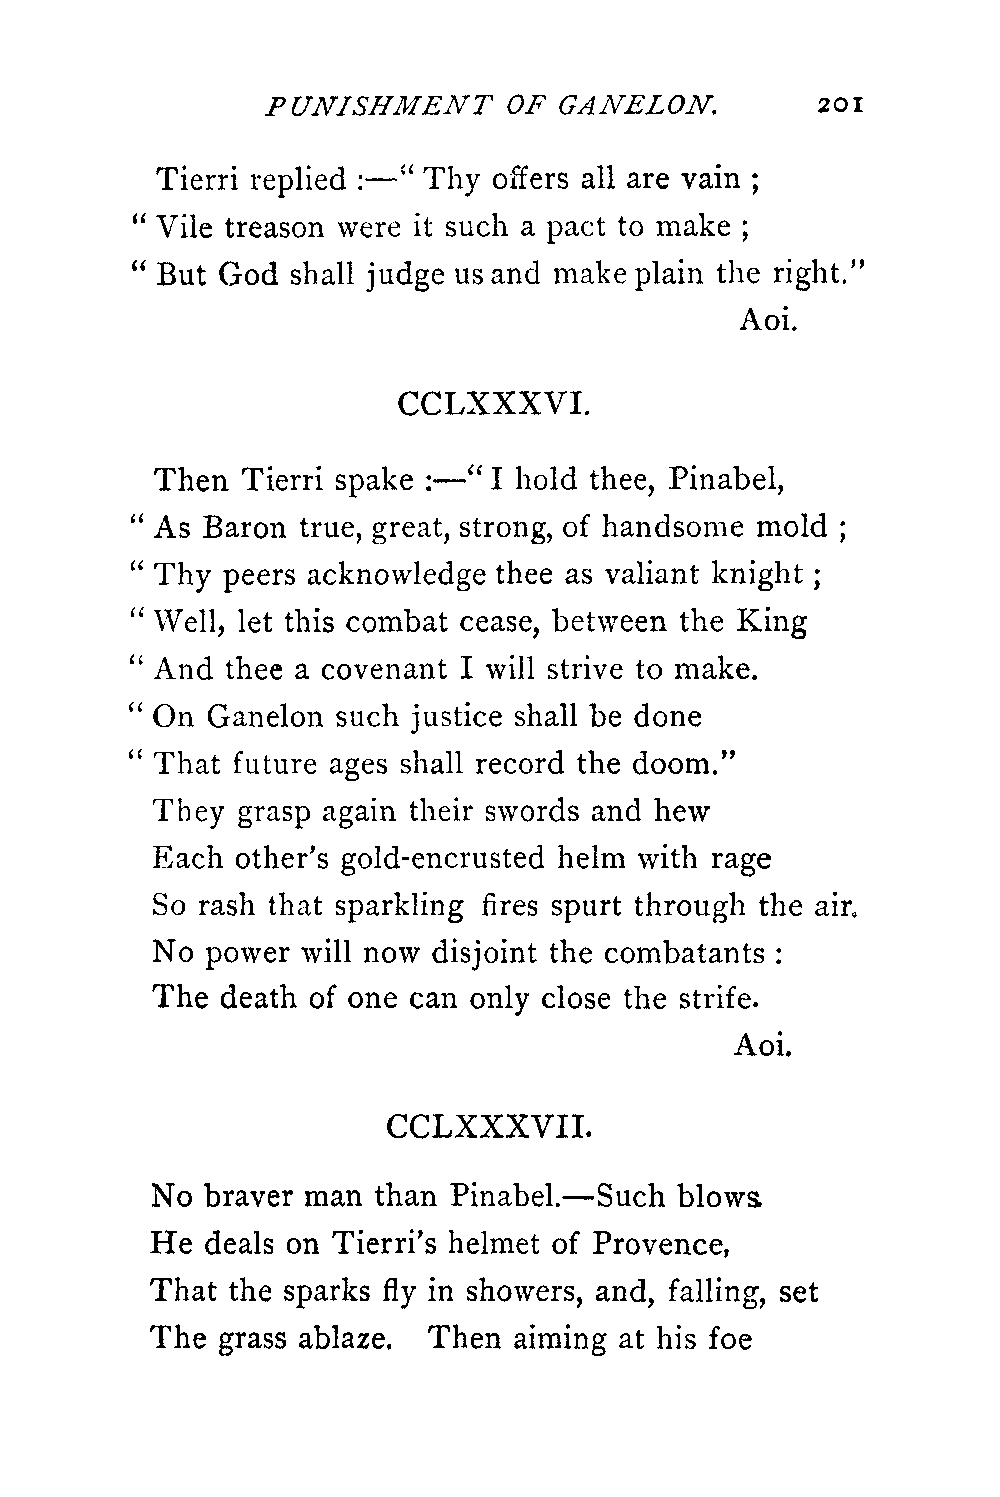 PUNISHMENT OF GANELON. 201
Tierri replied :—“ Thy offers all are vain ;
“ Vile treason were it such a pact to make ;
“ But God shall judge us and make plain the right.”
Aoi.
CCLXXXVI.
Then Tierri spake :—“ I hold thee, Pinabel,
“ As Baron true, great, strong, of handsome mold ;
“ Thy peers acknowledge thee as valiant knight ;
“ Well, let this combat cease, between the King
“ And thee a covenant I will strive to make.
“ On Ganelon such justice shall be done
“ That future ages shall record the doom.”
They grasp again their swords and hew
Each other’s gold-encrusted helm with rage
So rash that sparkling fires spurt through the air.
No power will now disjoint the combatants :
The death of one can only close the strife.
Aoi.
CCLXXXVII.
No braver man than Pinabel.—Such blows
He deals on Tierri’s helmet of Provence,
That the sparks fly in showers, and, falling, set
The grass ablaze. Then aiming at his foe